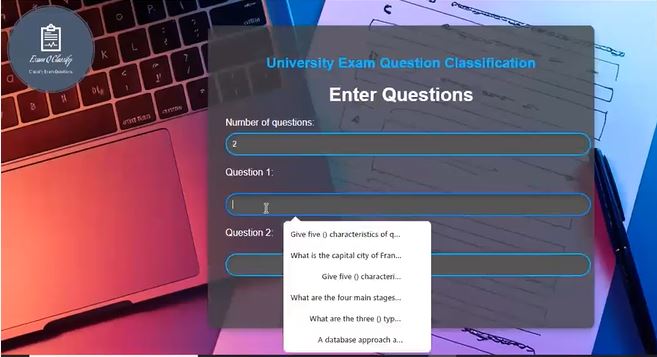 Exam Q Classify
Classify Exam Questions
University Exam Question Classification
Enter Questions
Number of questions:
2
Question 1:
Question 2:
Give five () characteristics of q...
What is the capital city of Fran...
Give five () characteri...
What are the four main stages...
What are the three () typ...
A database approach a...